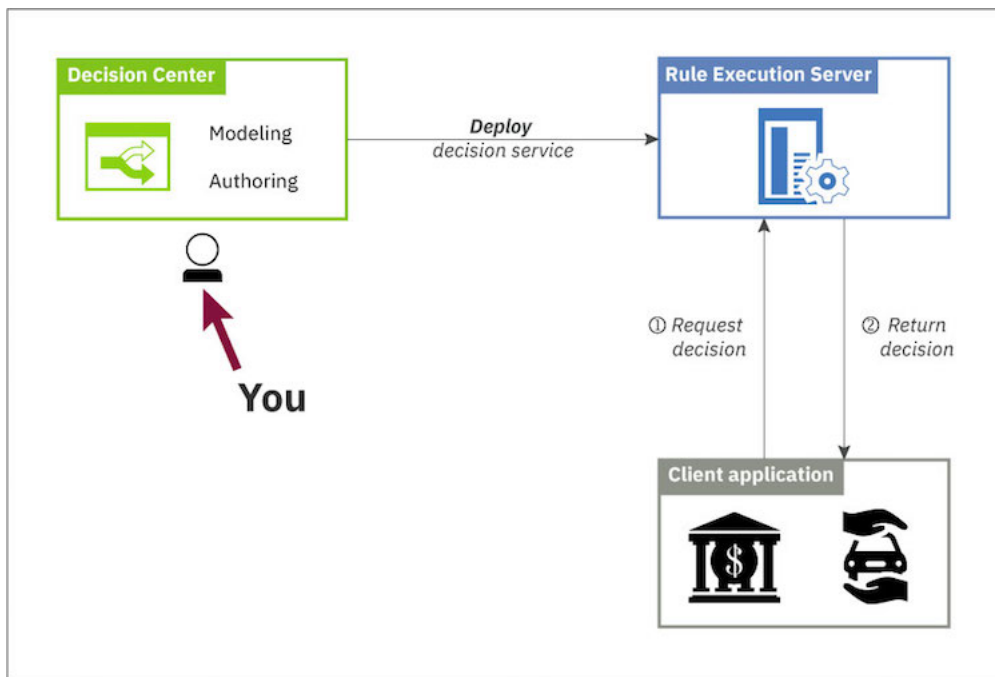 Decision Center
Modeling
Authoring
You
Deploy
decision service
Rule Execution Server
① Request
decision
② Return
decision
Client application
$